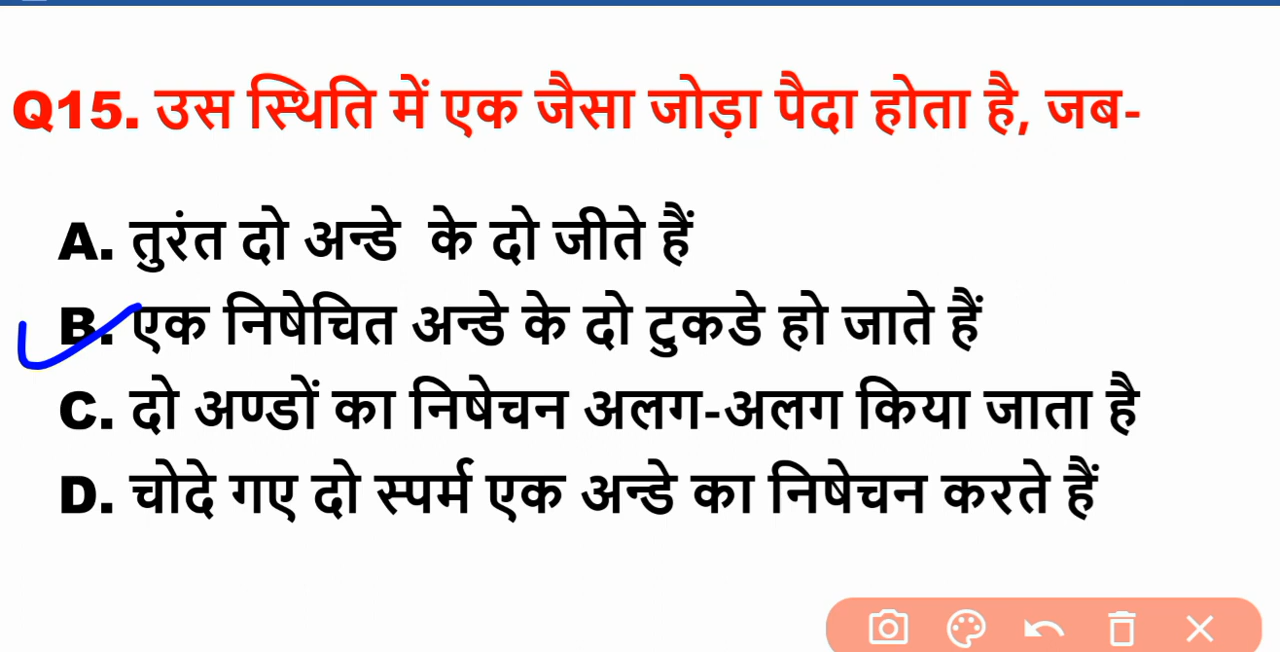 Q15. उस स्थिति में एक जैसा जोड़ा पैदा होता है, जब-
A. तुरंत दो अन्डे के दो जीते हैं
B. एक निषेचित अन्डे के दो टुकडे हो जाते हैं
C. दो अण्डों का निषेचन अलग-अलग किया जाता है
D. चोदे गए दो स्पर्म एक अन्डे का निषेचन करते हैं